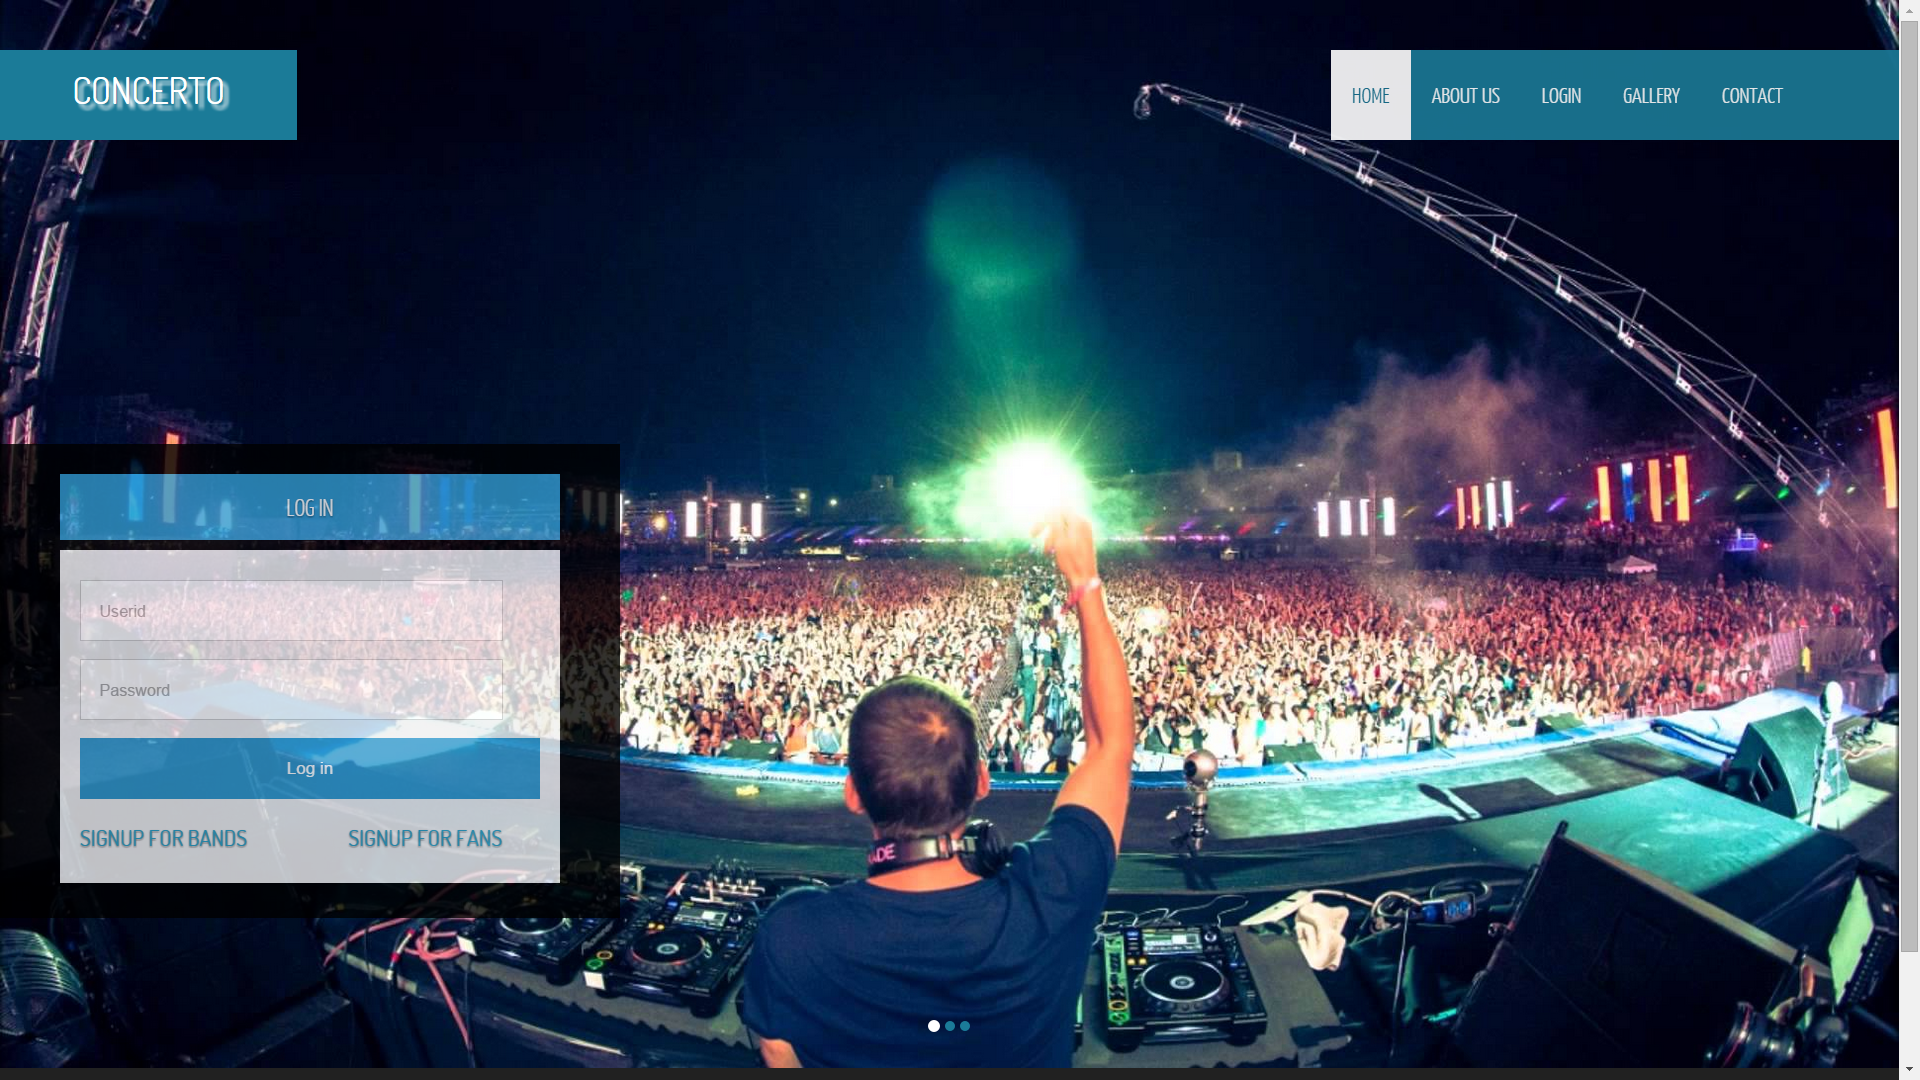 CONCERTO
HOME ABOUT US LOGIN GALLERY CONTACT
LOG IN
Userid
Password
Log in
SIGNUP FOR BANDS SIGNUP FOR FANS